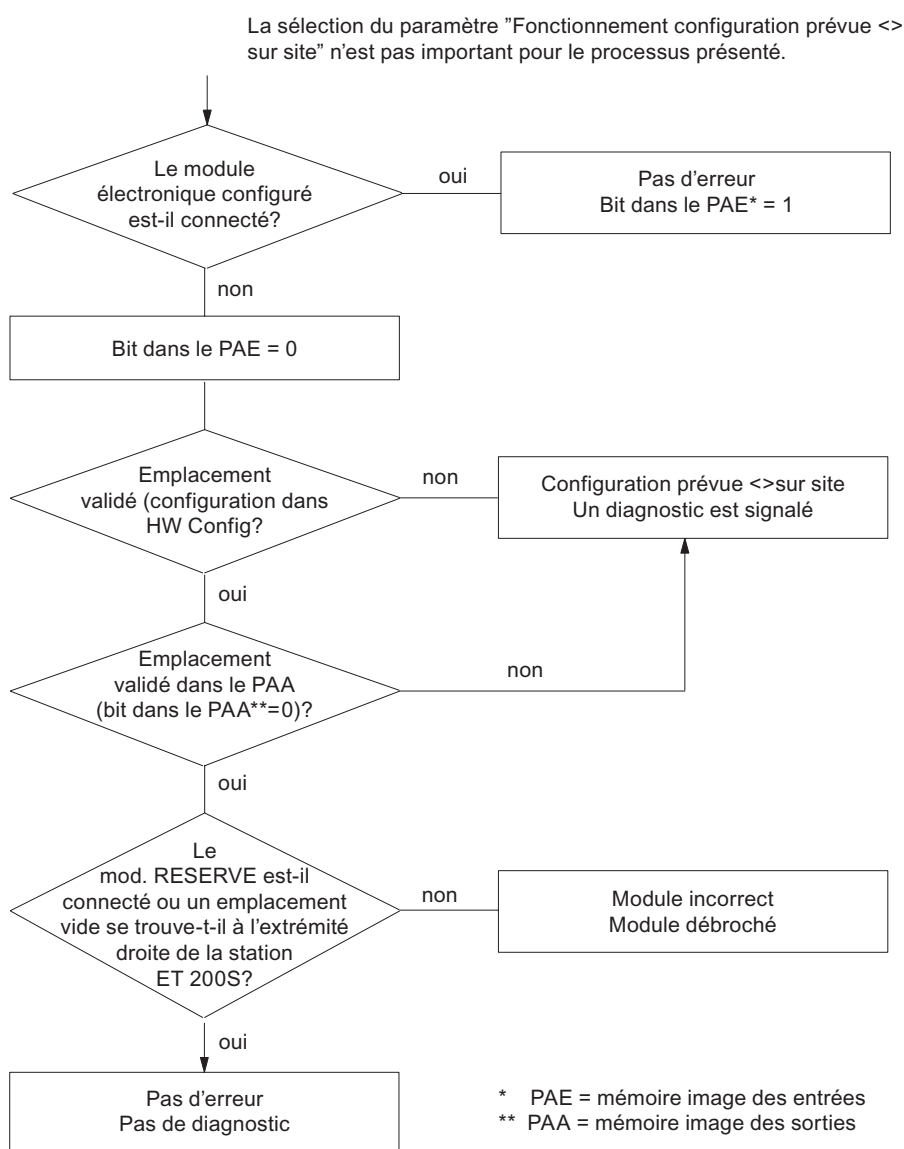 La sélection du paramètre ”Fonctionnement configuration prévue <>
sur site” n’est pas important pour le processus présenté.
Le module
électronique configuré
est-il connecté?
oui
Pas d’erreur
Bit dans le PAE* = 1
non
Bit dans le PAE = 0
Emplacement
validé (configuration dans
HW Config?
non
Configuration prévue <>sur site
Un diagnostic est signalé
oui
Emplacement
validé dans le PAA
(bit dans le PAA**=0)?
non
oui
Le
mod. RESERVE est-il
connecté ou un emplacement
vide se trouve-t-il à l’extrémité
droite de la station
ET 200S?
non
Module incorrect
Module débroché
oui
Pas d’erreur
Pas de diagnostic
* PAE = mémoire image des entrées
** PAA = mémoire image des sorties